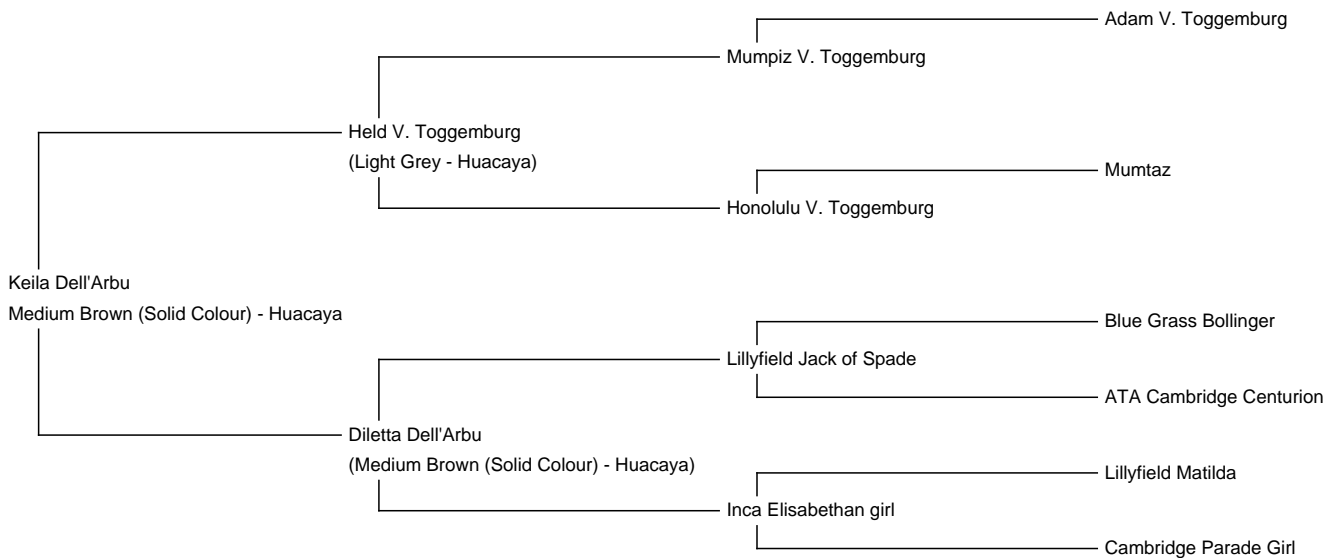 Adam V. Toggemburg
Mumpiz V. Toggemburg
Held V. Toggemburg
(Light Grey - Huacaya)
Mumtaz
Honolulu V. Toggemburg
Keila Dell'Arbu
Medium Brown (Solid Colour) - Huacaya
Blue Grass Bollinger
Lillyfield Jack of Spade
ATA Cambridge Centurion
Diletta Dell'Arbu
(Medium Brown (Solid Colour) - Huacaya)
Lillyfield Matilda
Inca Elisabethan girl
Cambridge Parade Girl